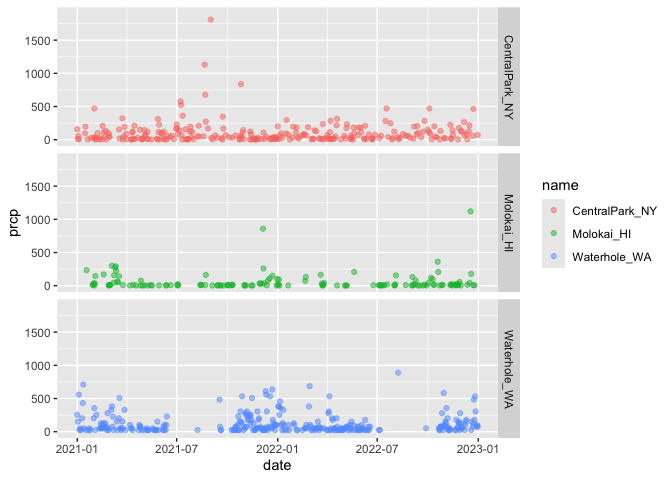 1500
1000
500
0
CentralPark_NY
prcp
1500
1000
500
0
Molokai_HI
1500
1000
500
0
Waterhole_WA
2021-01
2021-07
2022-01
2022-07
2023-01
date
name
CentralPark_NY
Molokai_HI
Waterhole_WA